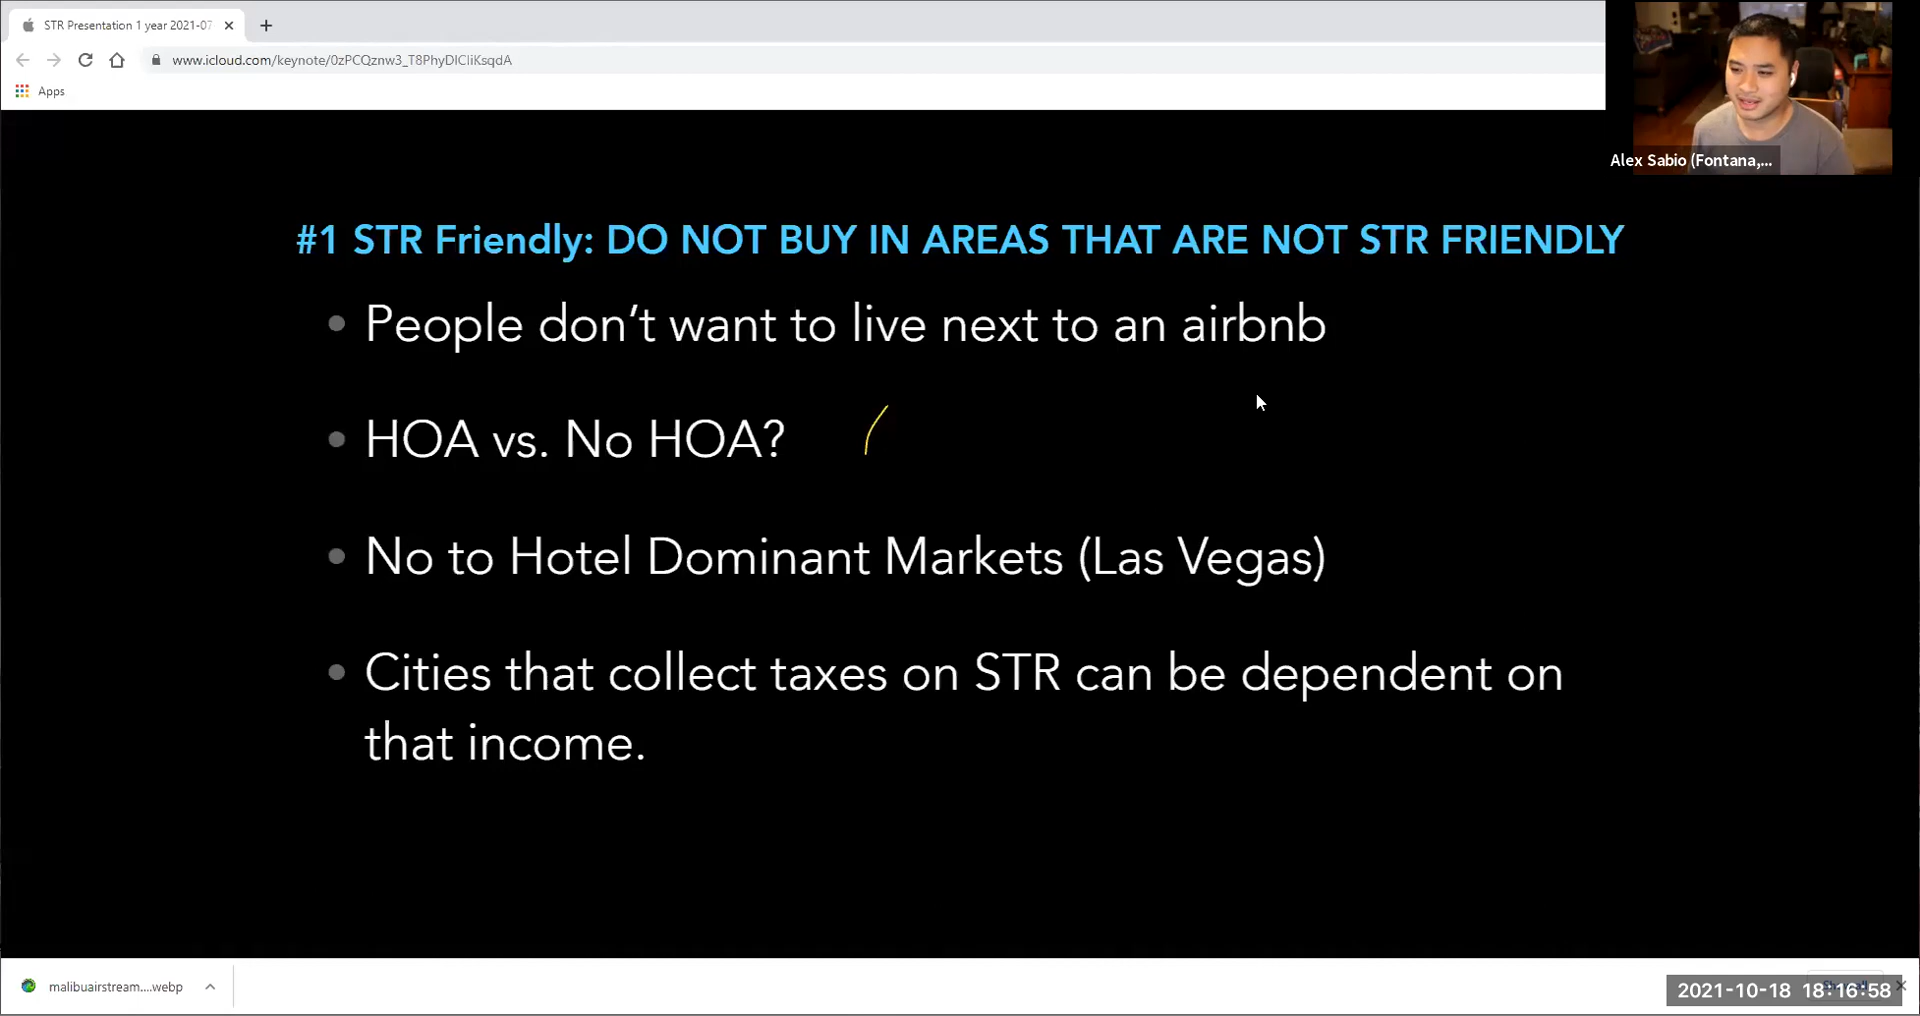 STR Presentation 1 year 2021-07
www.icloud.com/keynote/0zPCQznw3_T8PhyDICIiKsqdA
Apps
Alex Sabio (Fontana,...
#1 STR Friendly: DO NOT BUY IN AREAS THAT ARE NOT STR FRIENDLY
People don’t want to live next to an airbnb
HOA vs. No HOA?
No to Hotel Dominant Markets (Las Vegas)
Cities that collect taxes on STR can be dependent on
that income.
malibuairstream....webp
2021-10-18 18:16:58